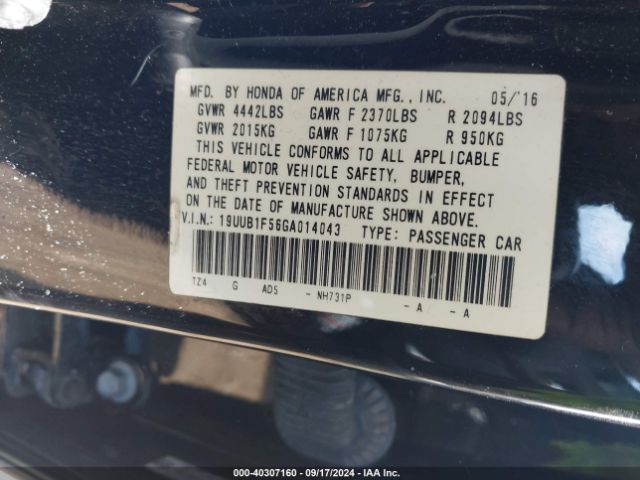 MFD. BY HONDA OF AMERICA MFG., INC. 05/'16
GVWR 4442LBS GAWR F 2370LBS R 2094LBS
GVWR 2015KG GAWR F 1075KG R 950KG
THIS VEHICLE CONFORMS TO ALL APPLICABLE
FEDERAL MOTOR VEHICLE SAFETY, BUMPER,
AND THEFT PREVENTION STANDARDS IN EFFECT
ON THE DATE OF MANUFACTURE SHOWN ABOVE.
V.I.N.: 19UUB1F56GA014043 TYPE: PASSENGER CAR
TZ4 G AD5 - NH731P - A - A
000-40307160 - 09/17/2024 - IAA Inc.